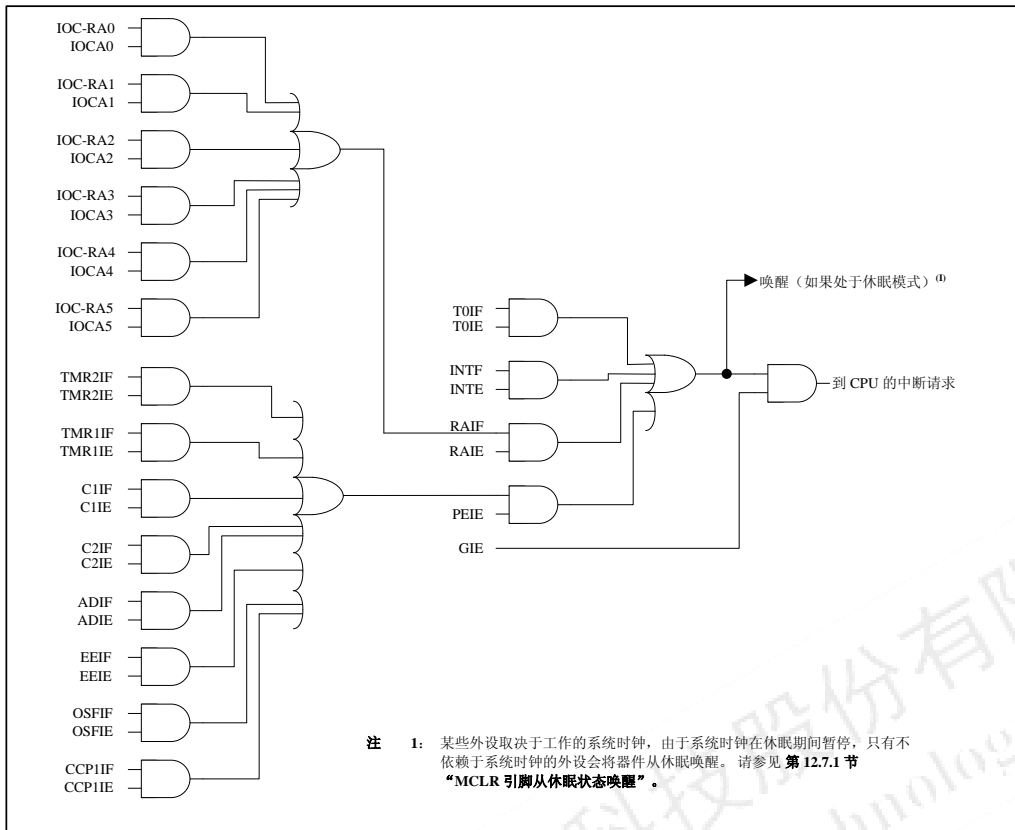 IOC-RA0
IOCA0
IOC-RA1
IOCA1
IOC-RA2
IOCA2
IOC-RA3
IOCA3
IOC-RA4
IOCA4
IOC-RA5
IOCA5
TMR2IF
TMR2IE
TMR1IF
TMR1IE
C1IF
C1IE
C2IF
C2IE
ADIF
ADIE
EEIF
EEIE
OSFIF
OSFIE
CCP1IF
CCP1IE
T0IF
T0IE
INTF
INTE
RAIF
RAIE
PEIE
GIE
唤醒（如果处于休眠模式）(1)
到 CPU 的中断请求
注 1： 某些外设取决于工作的系统时钟，由于系统时钟在休眠期间暂停，只有不
依赖于系统时钟的外设会将器件从休眠唤醒。 请参见 第 12.7.1 节
“MCLR 引脚从休眠状态唤醒”。
科技股份有限